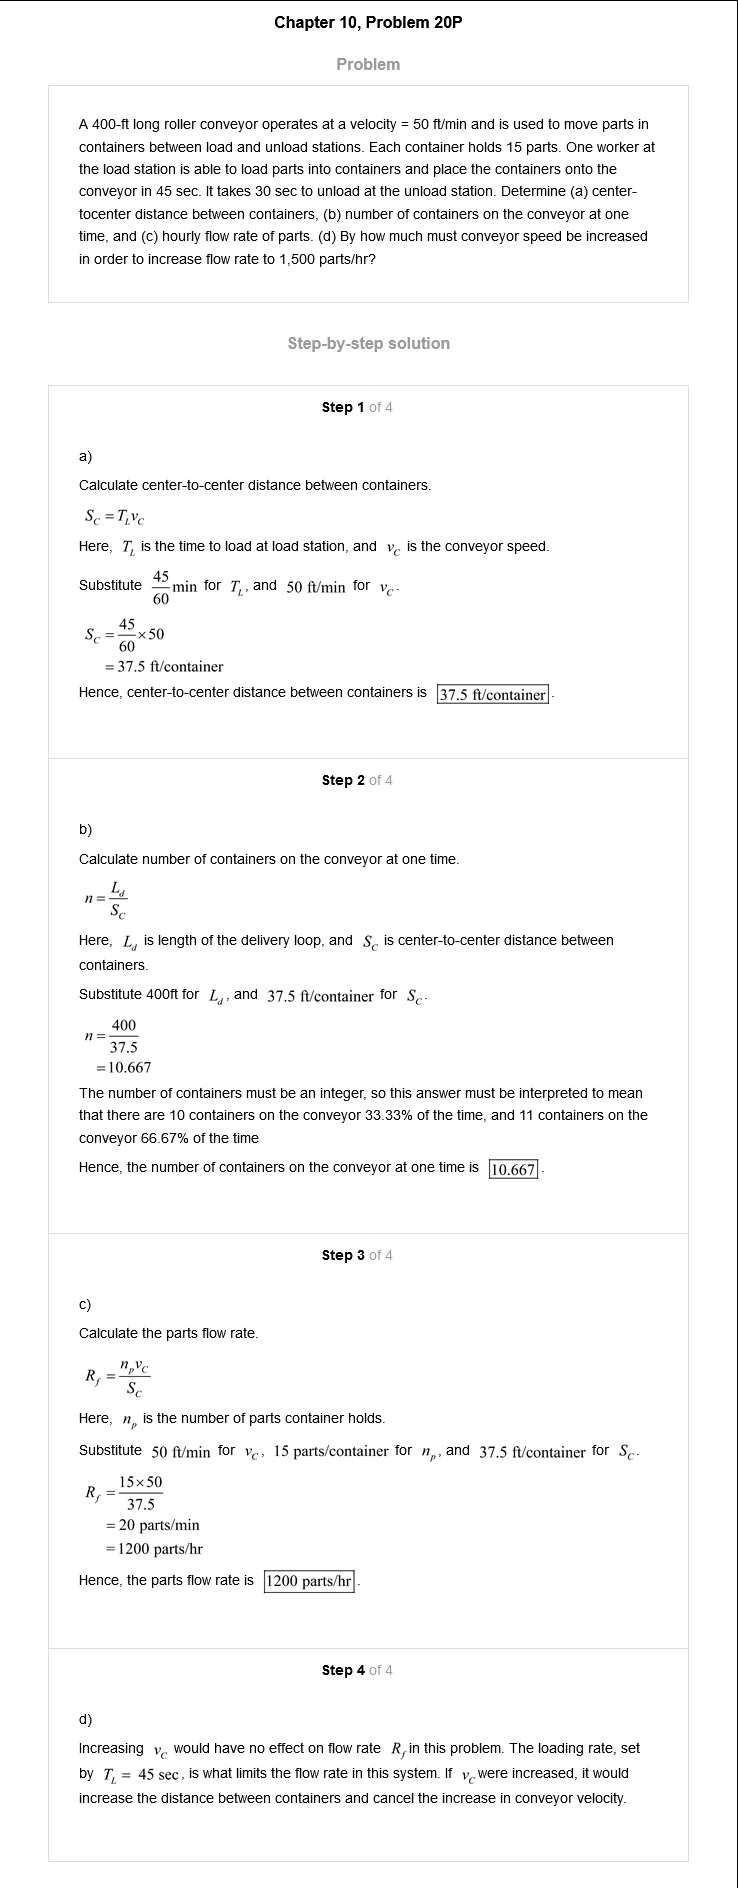 Chapter 10, Problem 20P
Problem
A 400-ft long roller conveyor operates at a velocity = 50 ft/min and is used to move parts in
containers between load and unload stations. Each container holds 15 parts. One worker at
the load station is able to load parts into containers and place the containers onto the
conveyor in 45 sec. It takes 30 sec to unload at the unload station. Determine (a) center-
tocenter distance between containers, (b) number of containers on the conveyor at one
time, and (c) hourly flow rate of parts. (d) By how much must conveyor speed be increased
in order to increase flow rate to 1,500 parts/hr?
Step-by-step solution
Step 1 of 4
a)
Calculate center-to-center distance between containers.
S_C = T_L v_C
Here, T_L is the time to load at load station, and v_C is the conveyor speed.
Substitute 45/60 min for T_L, and 50 ft/min for v_C.
S_C = 45/60 × 50
= 37.5 ft/container
Hence, center-to-center distance between containers is 37.5 ft/container.
Step 2 of 4
b)
Calculate number of containers on the conveyor at one time.
n = L_d/S_C
Here, L_d is length of the delivery loop, and S_C is center-to-center distance between
containers.
Substitute 400ft for L_d, and 37.5 ft/container for S_C.
n = 400/37.5
= 10.667
The number of containers must be an integer, so this answer must be interpreted to mean
that there are 10 containers on the conveyor 33.33% of the time, and 11 containers on the
conveyor 66.67% of the time
Hence, the number of containers on the conveyor at one time is 10.667.
Step 3 of 4
c)
Calculate the parts flow rate.
R_f = n_p v_C/S_C
Here, n_p is the number of parts container holds.
Substitute 50 ft/min for v_C, 15 parts/container for n_p, and 37.5 ft/container for S_C.
R_f = 15×50/37.5
= 20 parts/min
= 1200 parts/hr
Hence, the parts flow rate is 1200 parts/hr.
Step 4 of 4
d)
Increasing v_C would have no effect on flow rate R_f in this problem. The loading rate, set
by T_L = 45 sec, is what limits the flow rate in this system. If v_C were increased, it would
increase the distance between containers and cancel the increase in conveyor velocity.